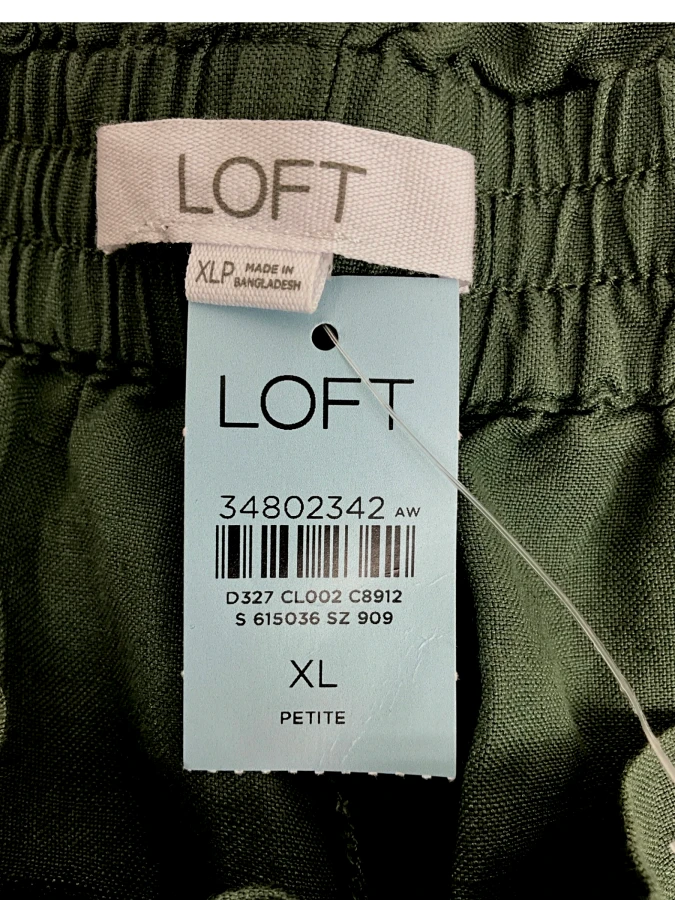 LOFT
XLP MADE IN
BANGLADESH
LOFT
34802342 AW
D327 CL002 C8912
S 615036 SZ 909
XL
PETITE